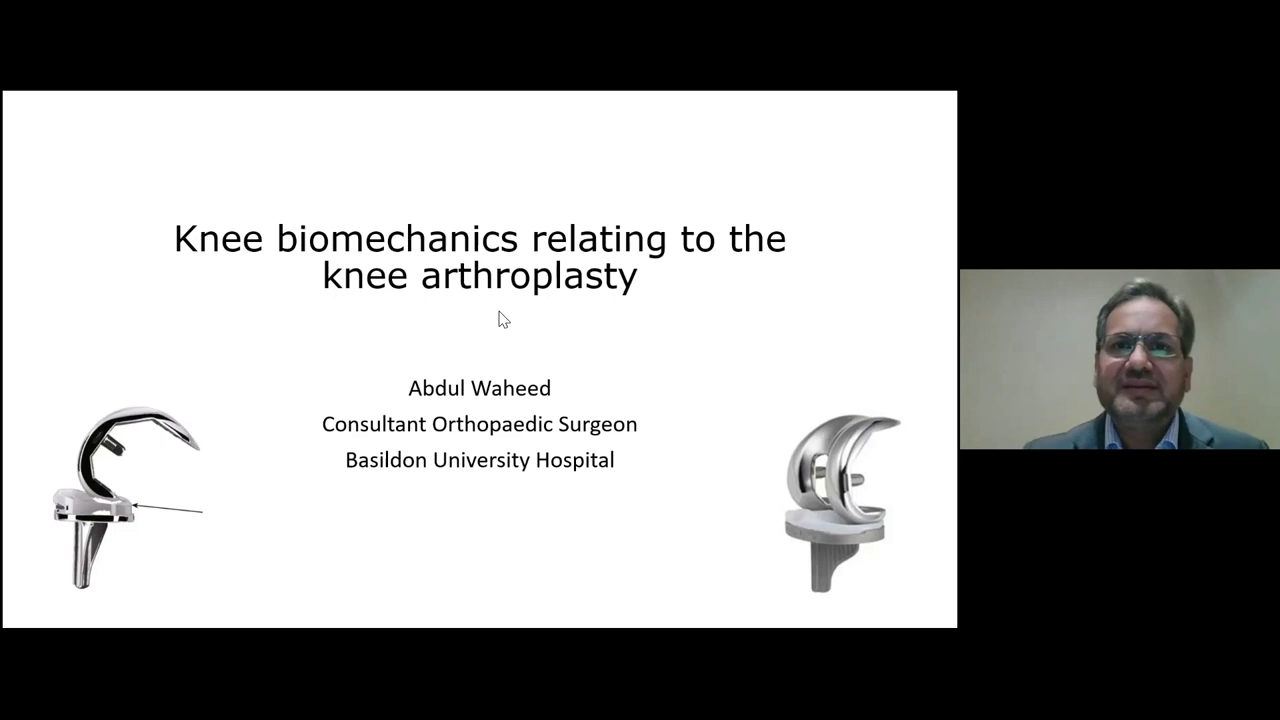 Knee biomechanics relating to the
knee arthroplasty
Abdul Waheed
Consultant Orthopaedic Surgeon
Basildon University Hospital